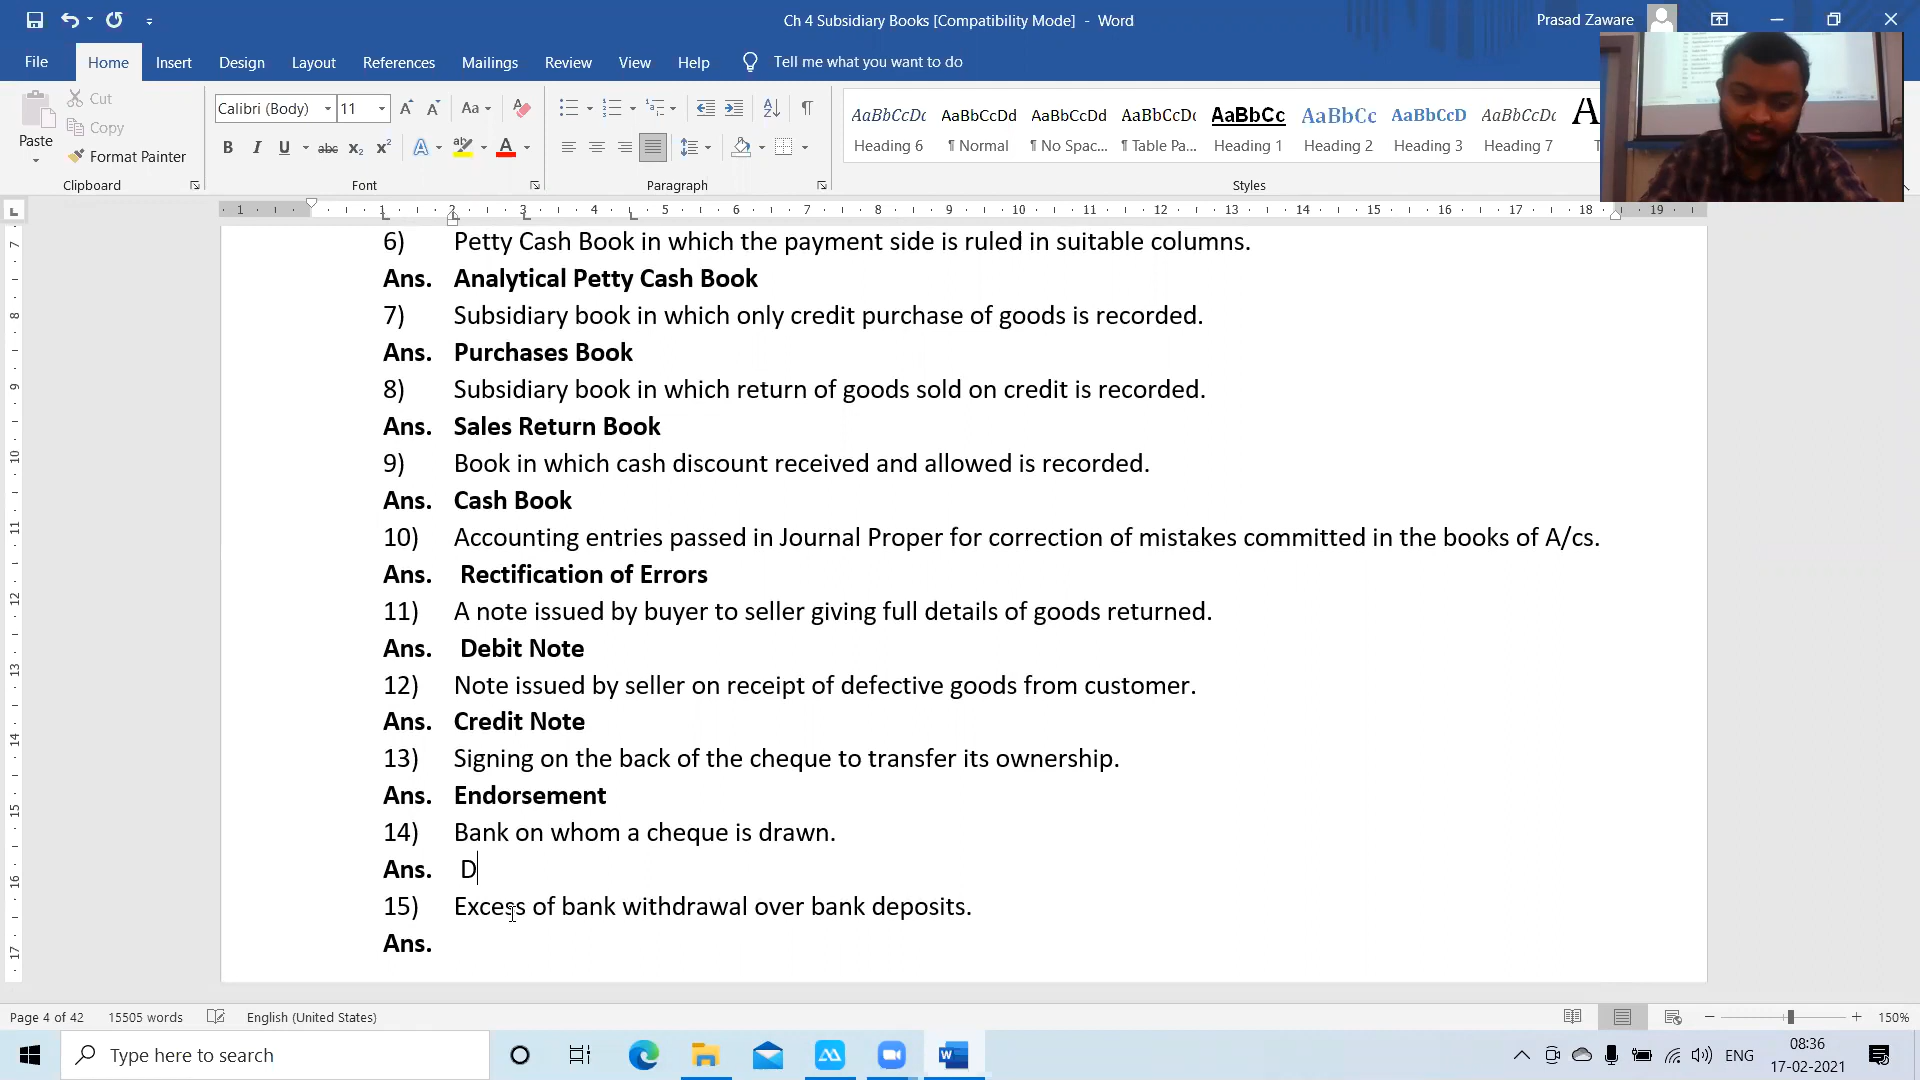 Ch 4 Subsidiary Books [Compatibility Mode] - Word
Prasad Zaware
File Home Insert Design Layout References Mailings Review View Help Tell me what you want to do
Paste
Cut
Copy
Format Painter
Calibri (Body) 11
AaBbCcDc AaBbCcDd AaBbCcDd AaBbCcDc AaBbCc AaBbCc AaBbCcD AaBbCcDc
Heading 6 ¶ Normal ¶ No Spac... ¶ Table Pa... Heading 1 Heading 2 Heading 3 Heading 7
Clipboard Font Paragraph Styles
6) Petty Cash Book in which the payment side is ruled in suitable columns.
Ans. Analytical Petty Cash Book
7) Subsidiary book in which only credit purchase of goods is recorded.
Ans. Purchases Book
8) Subsidiary book in which return of goods sold on credit is recorded.
Ans. Sales Return Book
9) Book in which cash discount received and allowed is recorded.
Ans. Cash Book
10) Accounting entries passed in Journal Proper for correction of mistakes committed in the books of A/cs.
Ans. Rectification of Errors
11) A note issued by buyer to seller giving full details of goods returned.
Ans. Debit Note
12) Note issued by seller on receipt of defective goods from customer.
Ans. Credit Note
13) Signing on the back of the cheque to transfer its ownership.
Ans. Endorsement
14) Bank on whom a cheque is drawn.
Ans. D
15) Excess of bank withdrawal over bank deposits.
Ans.
Page 4 of 42 15505 words English (United States) 150%
Type here to search
ENG
08:36
17-02-2021